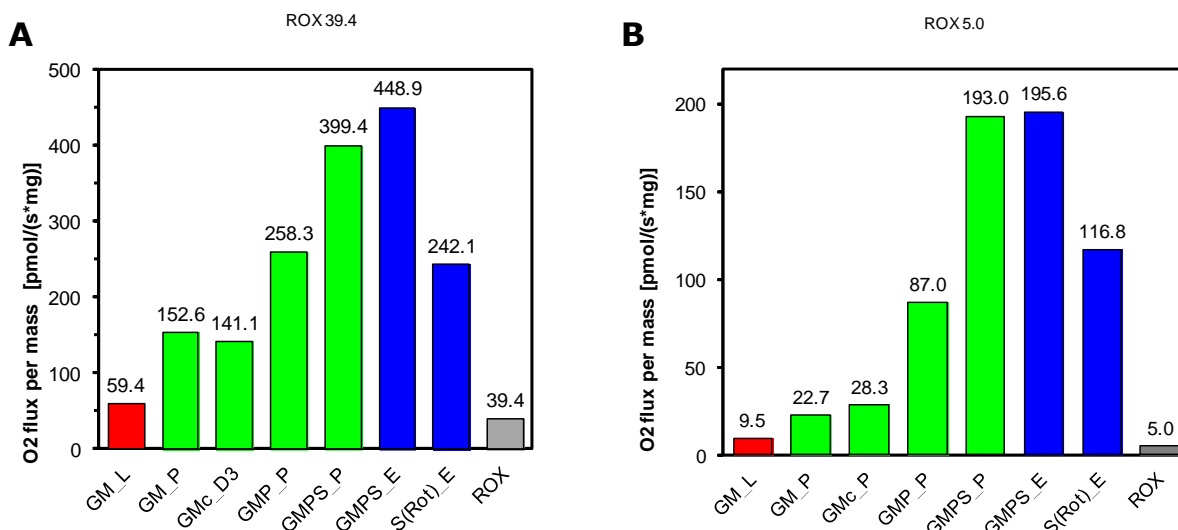 ROX 39.4
A
O2 flux per mass [pmol/(s*mg)]
500
400
300
200
100
0
59.4
152.6
141.1
258.3
399.4
448.9
242.1
39.4
GM_L
GM_P
GMc_D3
GMP_P
GMPS_P
GMPS_E
S(Rot)_E
ROX
ROX 5.0
B
O2 flux per mass [pmol/(s*mg)]
200
150
100
50
0
9.5
22.7
28.3
87.0
193.0
195.6
116.8
5.0
GM_L
GM_P
GMc_P
GMP_P
GMPS_P
GMPS_E
S(Rot)_E
ROX